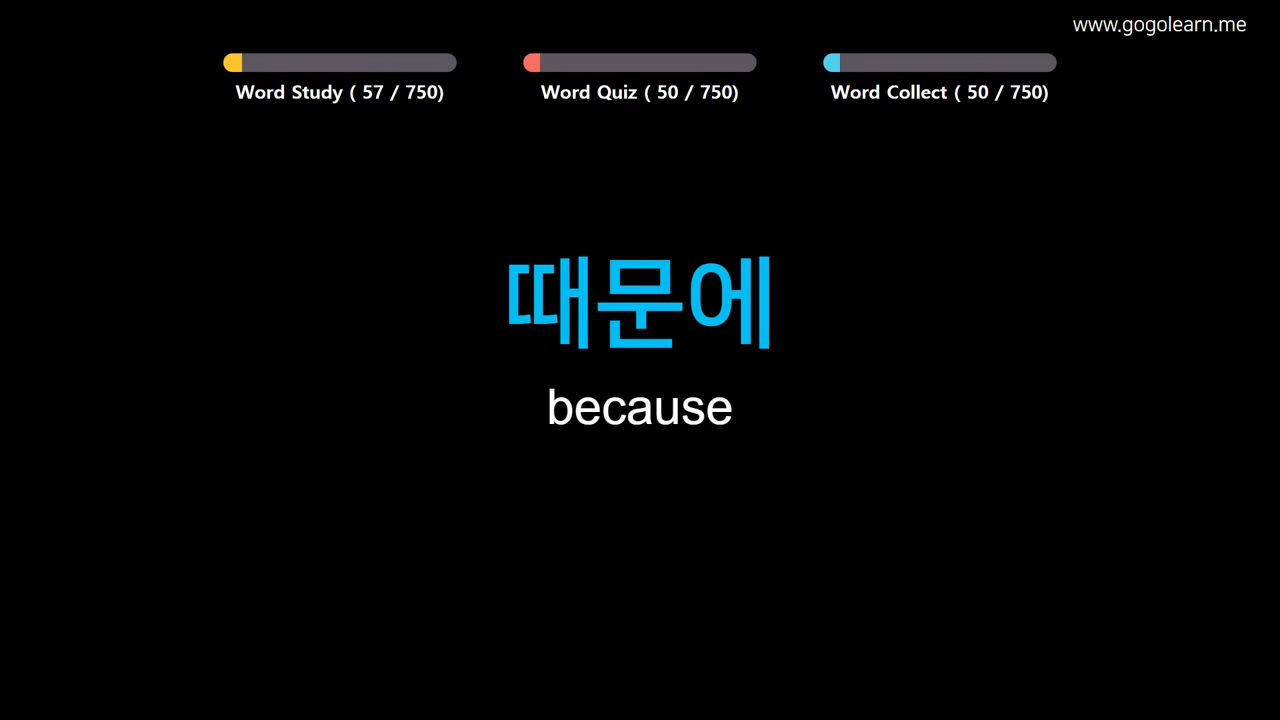 www.gogolearn.me
Word Study ( 57 / 750)
Word Quiz ( 50 / 750)
Word Collect ( 50 / 750)
때문에
because